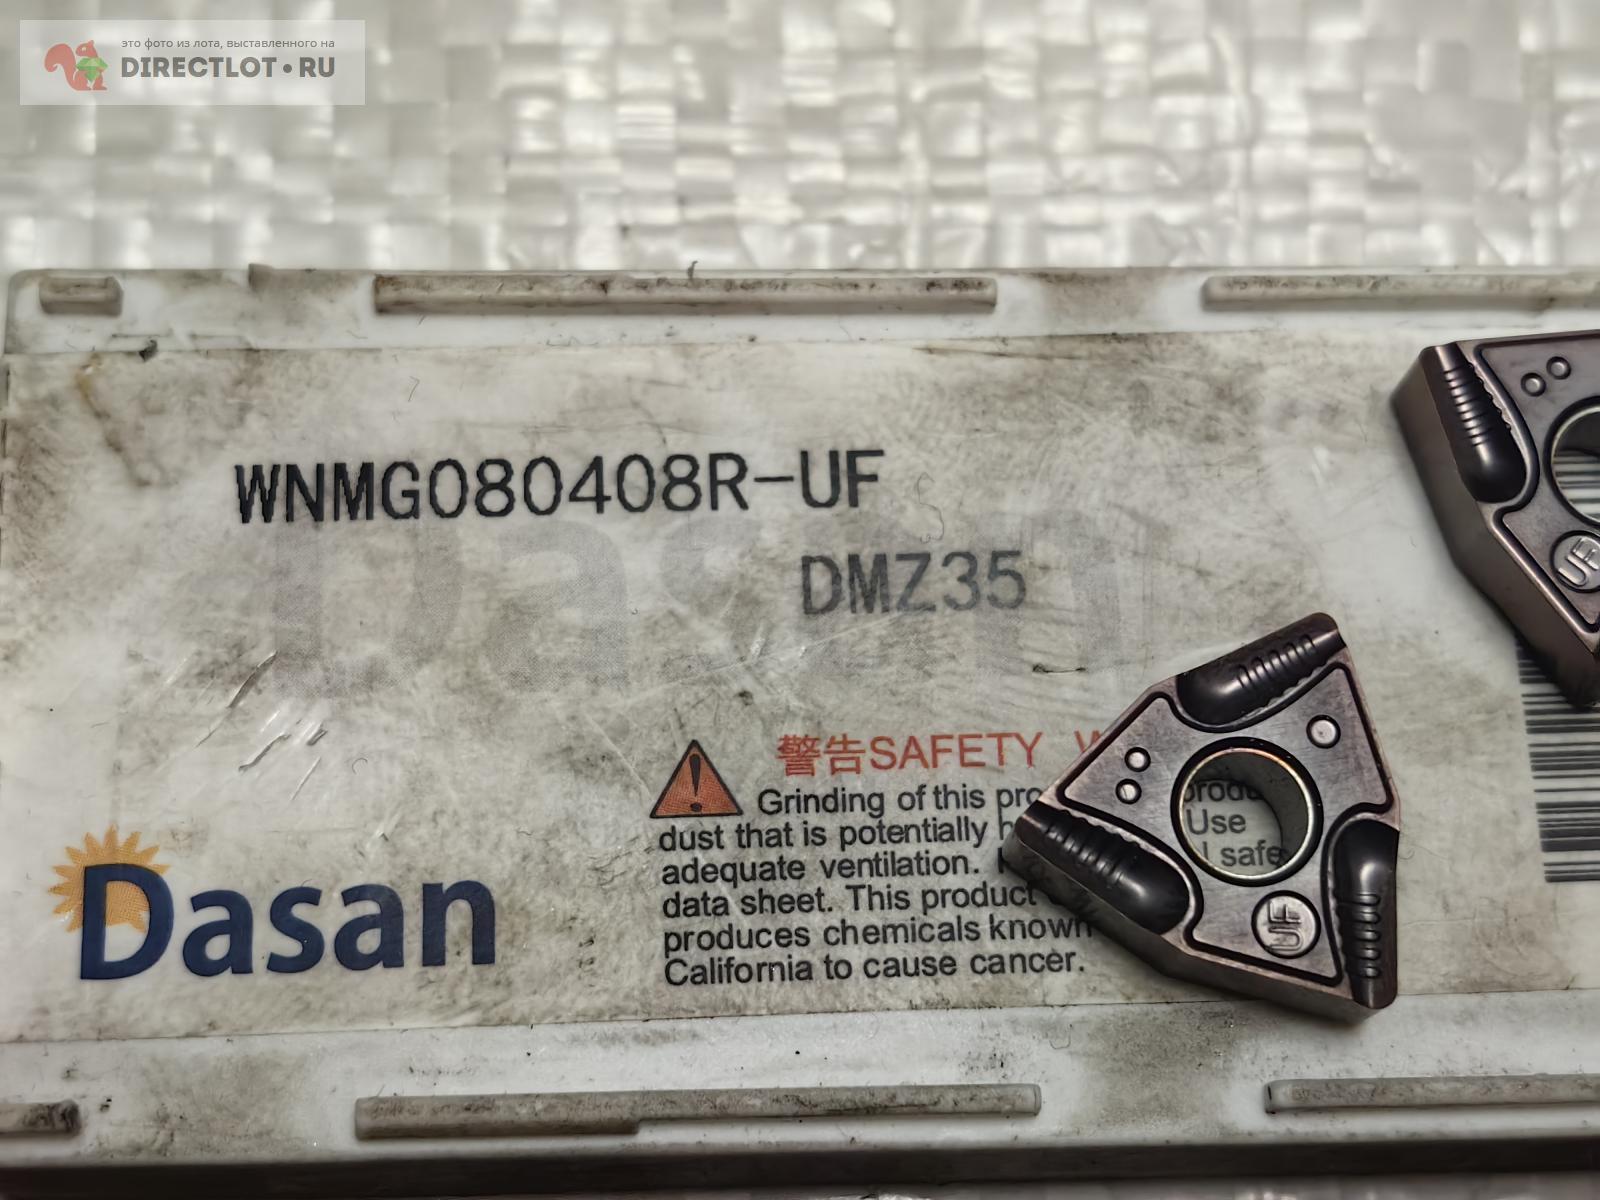 это фото из лота, выставленного на
DIRECTLOT•RU
WNMG080408R-UF
DMZ35
Dasan
警告SAFETY
Grinding of this
dust that is potentially
adequate ventilation.
data sheet. This product
produces chemicals known
California to cause cancer.
Use
safe
Dasan
UF
UF